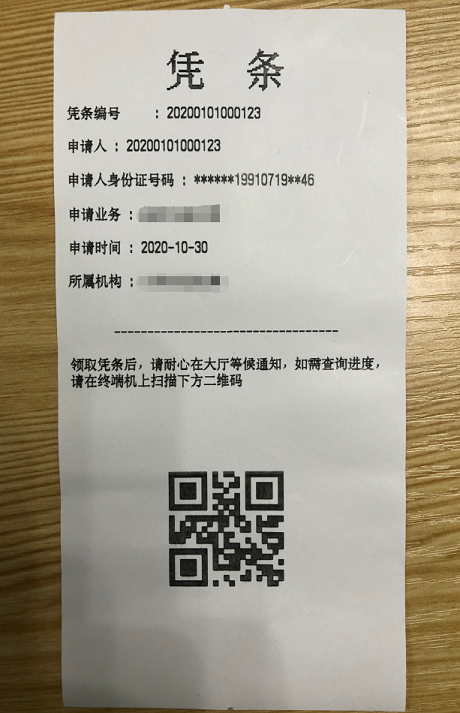 凭 条
凭条编号 : 20200101000123
申请人 : 20200101000123
申请人身份证号码 : ******19910719**46
申请业务 :
申请时间 : 2020-10-30
所属机构 :
-----------------------------------
领取凭条后，请耐心在大厅等候通知，如需查询进度，
请在终端机上扫描下方二维码